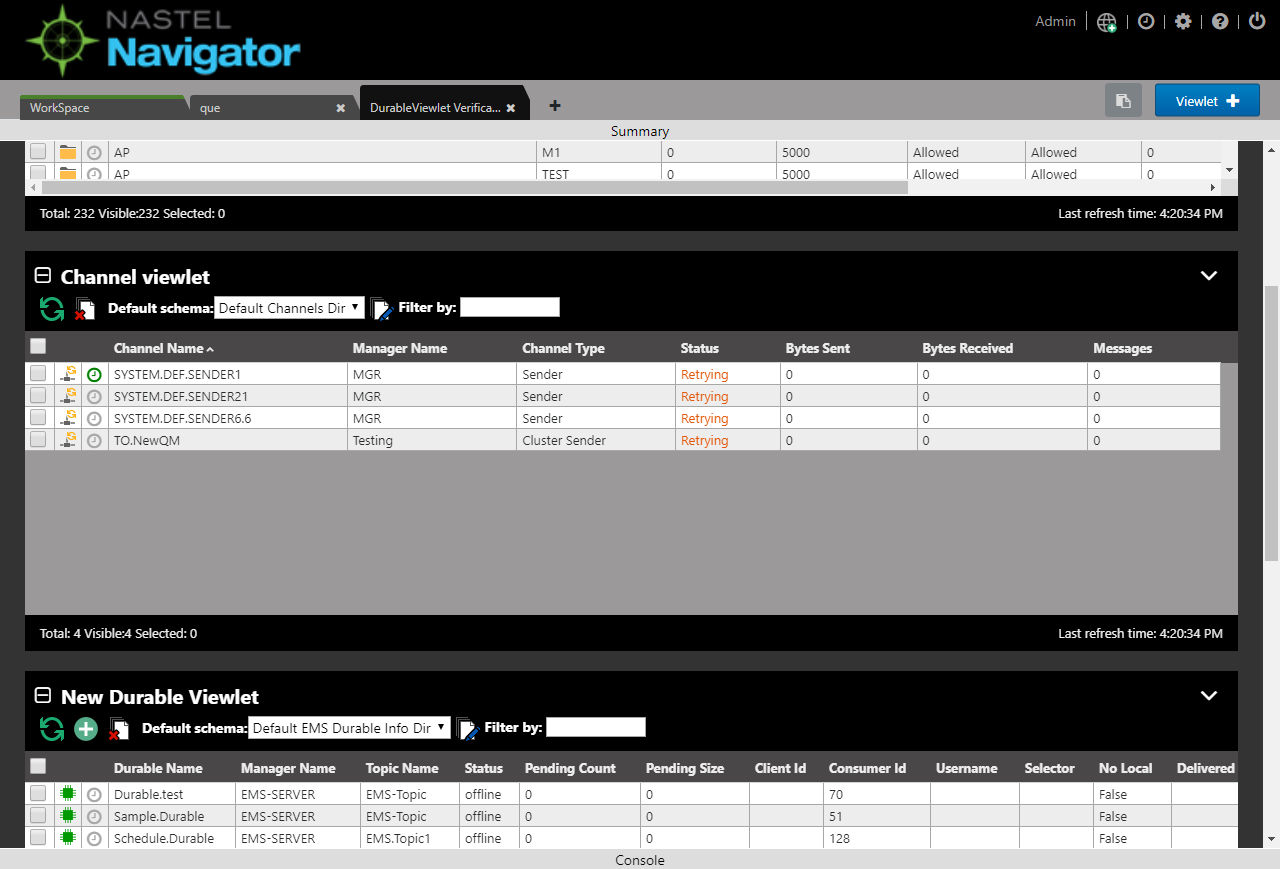 NASTEL
Navigator
Admin
WorkSpace que DurableViewlet Verifica... Viewlet
Summary
AP M1 0 5000 Allowed Allowed 0
AP TEST 0 5000 Allowed Allowed 0
Total: 232 Visible:232 Selected: 0 Last refresh time: 4:20:34 PM
Channel viewlet
Default schema: Default Channels Dir Filter by:
Channel Name Manager Name Channel Type Status Bytes Sent Bytes Received Messages
SYSTEM.DEF.SENDER1 MGR Sender Retrying 0 0 0
SYSTEM.DEF.SENDER21 MGR Sender Retrying 0 0 0
SYSTEM.DEF.SENDER6.6 MGR Sender Retrying 0 0 0
TO.NewQM Testing Cluster Sender Retrying 0 0 0
Total: 4 Visible:4 Selected: 0 Last refresh time: 4:20:34 PM
New Durable Viewlet
Default schema: Default EMS Durable Info Dir Filter by:
Durable Name Manager Name Topic Name Status Pending Count Pending Size Client Id Consumer Id Username Selector No Local Delivered
Durable.test EMS-SERVER EMS-Topic offline 0 0 70 False
Sample.Durable EMS-SERVER EMS-Topic offline 0 0 51 False
Schedule.Durable EMS-SERVER EMS.Topic1 offline 0 0 128 False
Console